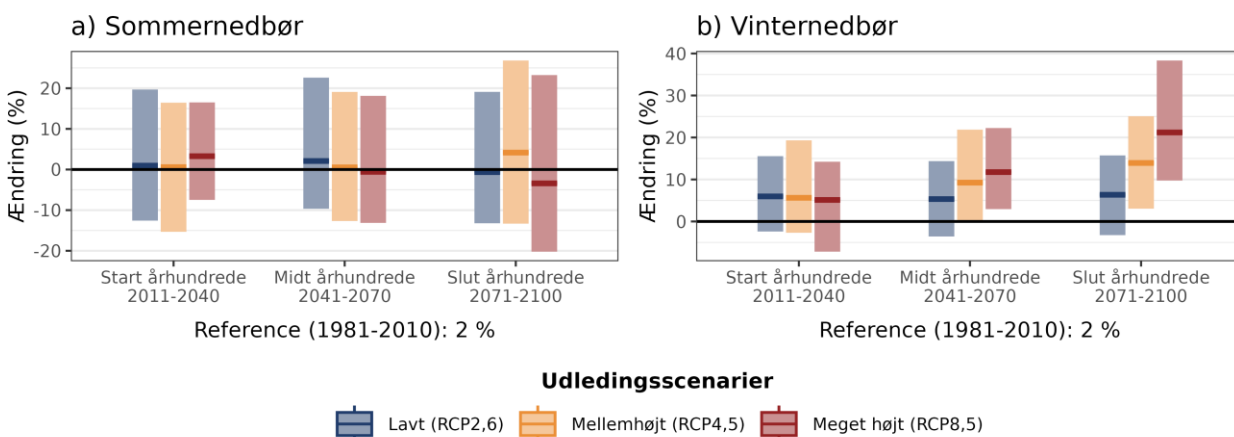 a) Sommernedbør
Ændring (%)
20
10
0
-10
-20
Start århundrede
2011-2040
Midt århundrede
2041-2070
Slut århundrede
2071-2100
Reference (1981-2010): 2 %
b) Vinternedbør
Ændring (%)
40
30
20
10
0
Start århundrede
2011-2040
Midt århundrede
2041-2070
Slut århundrede
2071-2100
Reference (1981-2010): 2 %
Udledingsscenarier
Lavt (RCP2,6)
Mellemhøjt (RCP4,5)
Meget højt (RCP8,5)